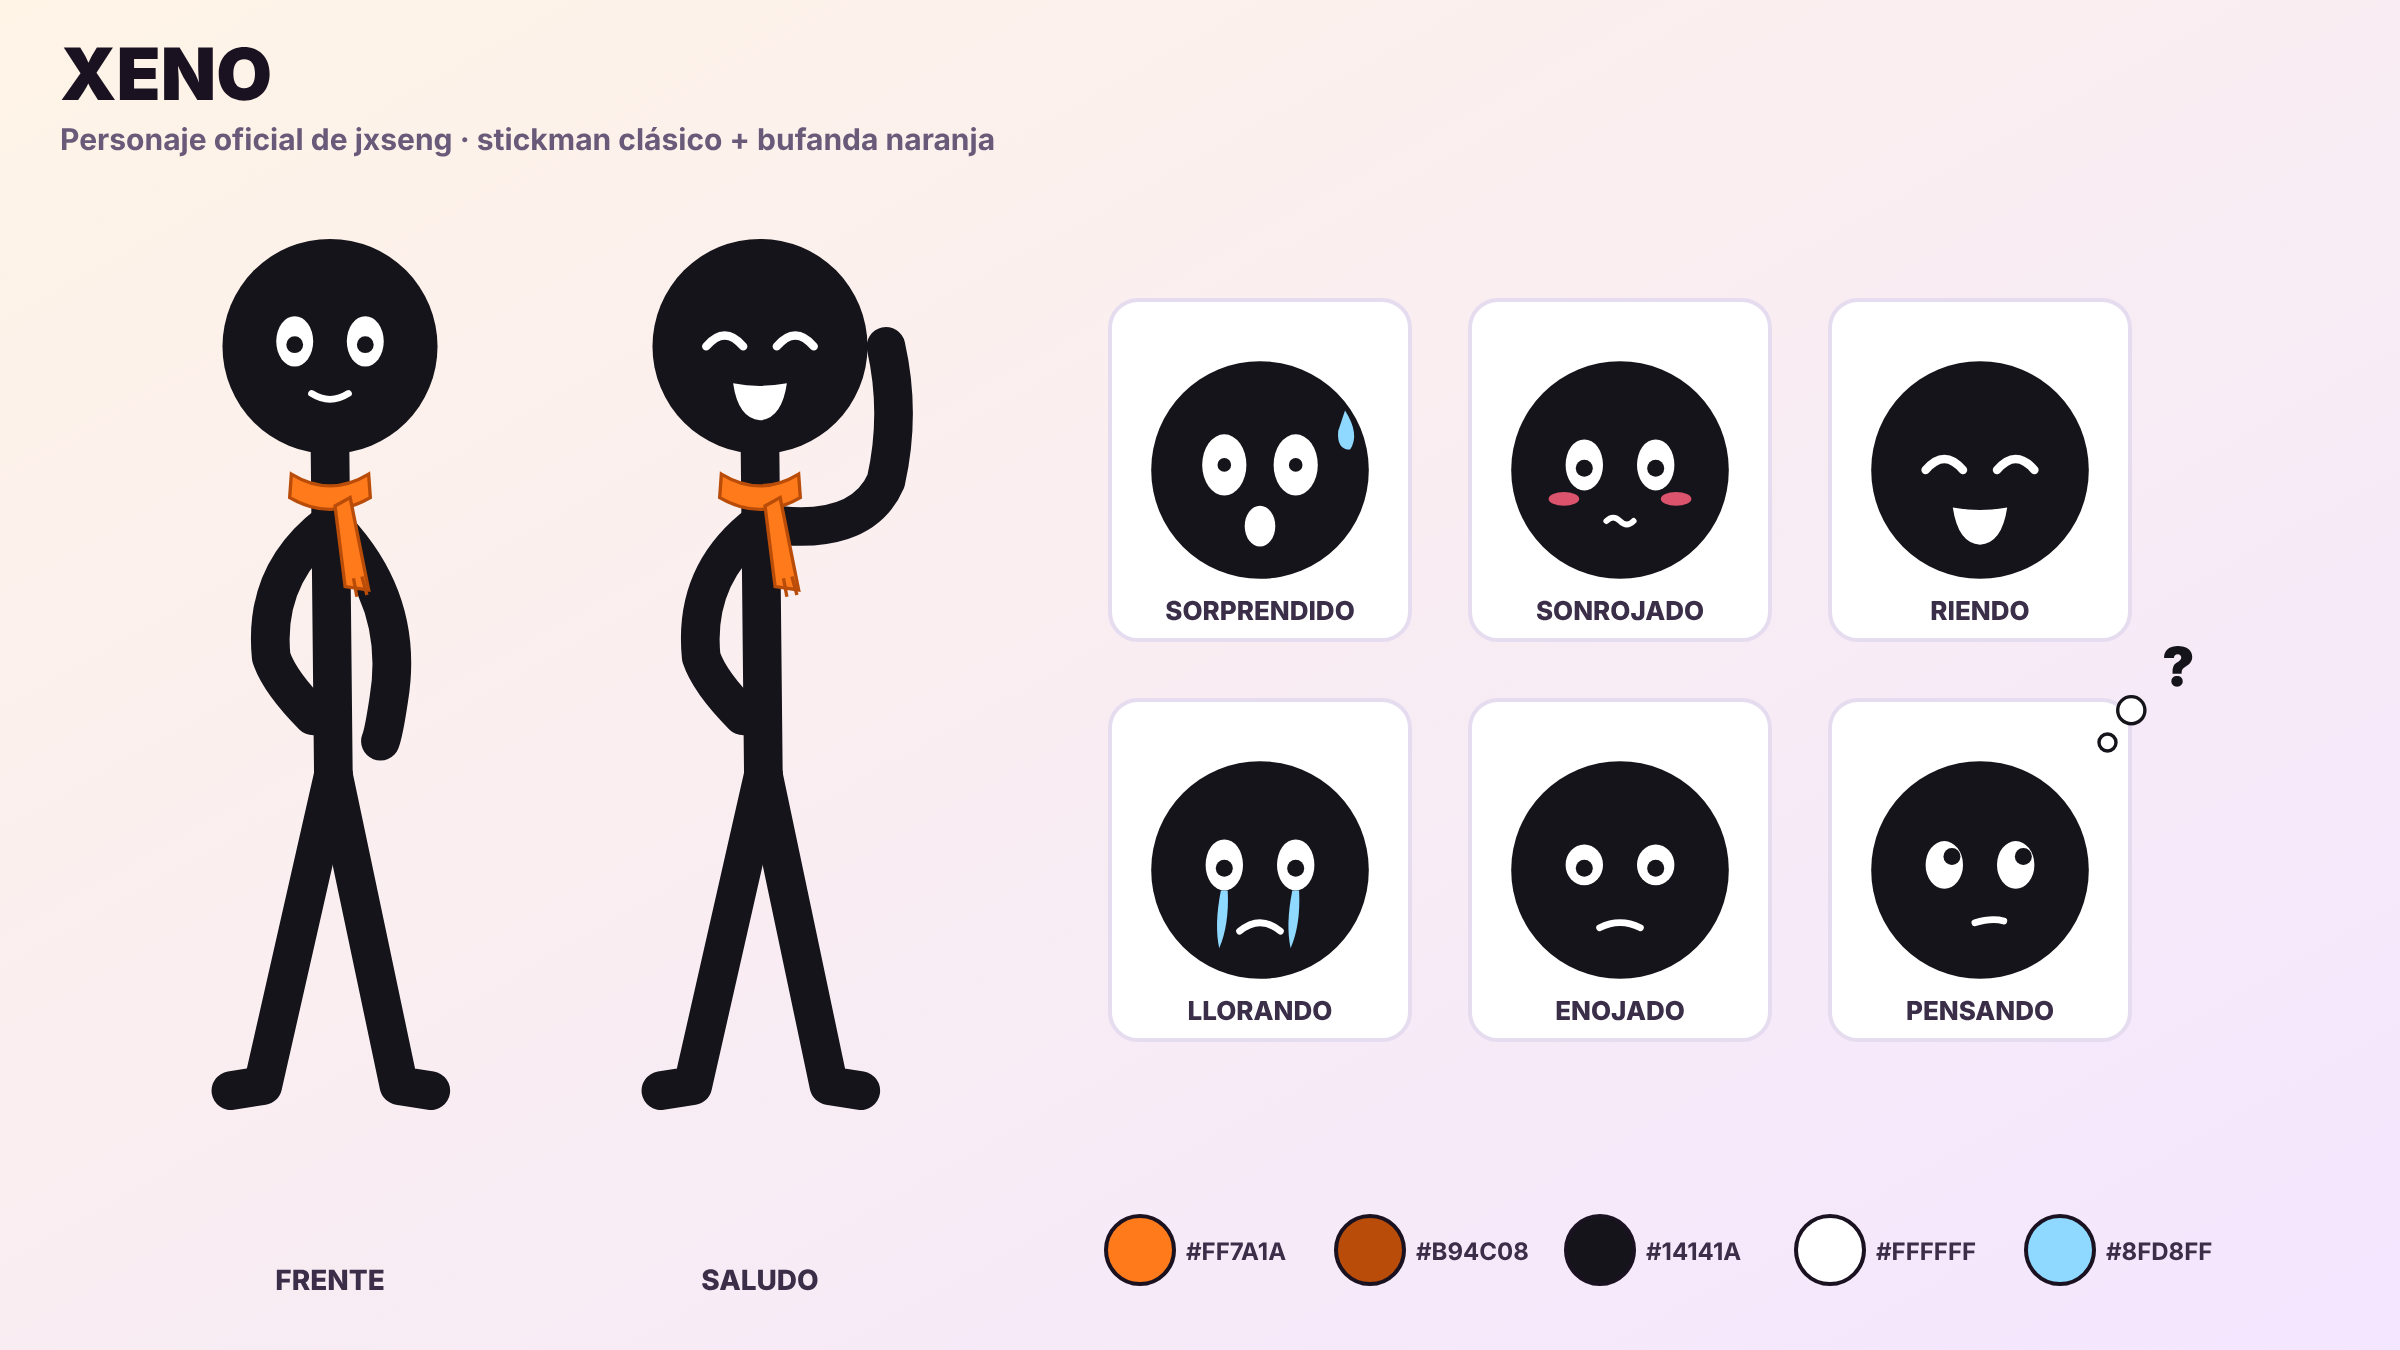 XENO
Personaje oficial de jxseng · stickman clásico + bufanda naranja
SORPRENDIDO
SONROJADO
RIENDO
?
LLORANDO
ENOJADO
PENSANDO
#FF7A1A
#B94C08
#14141A
#FFFFFF
#8FD8FF
FRENTE
SALUDO